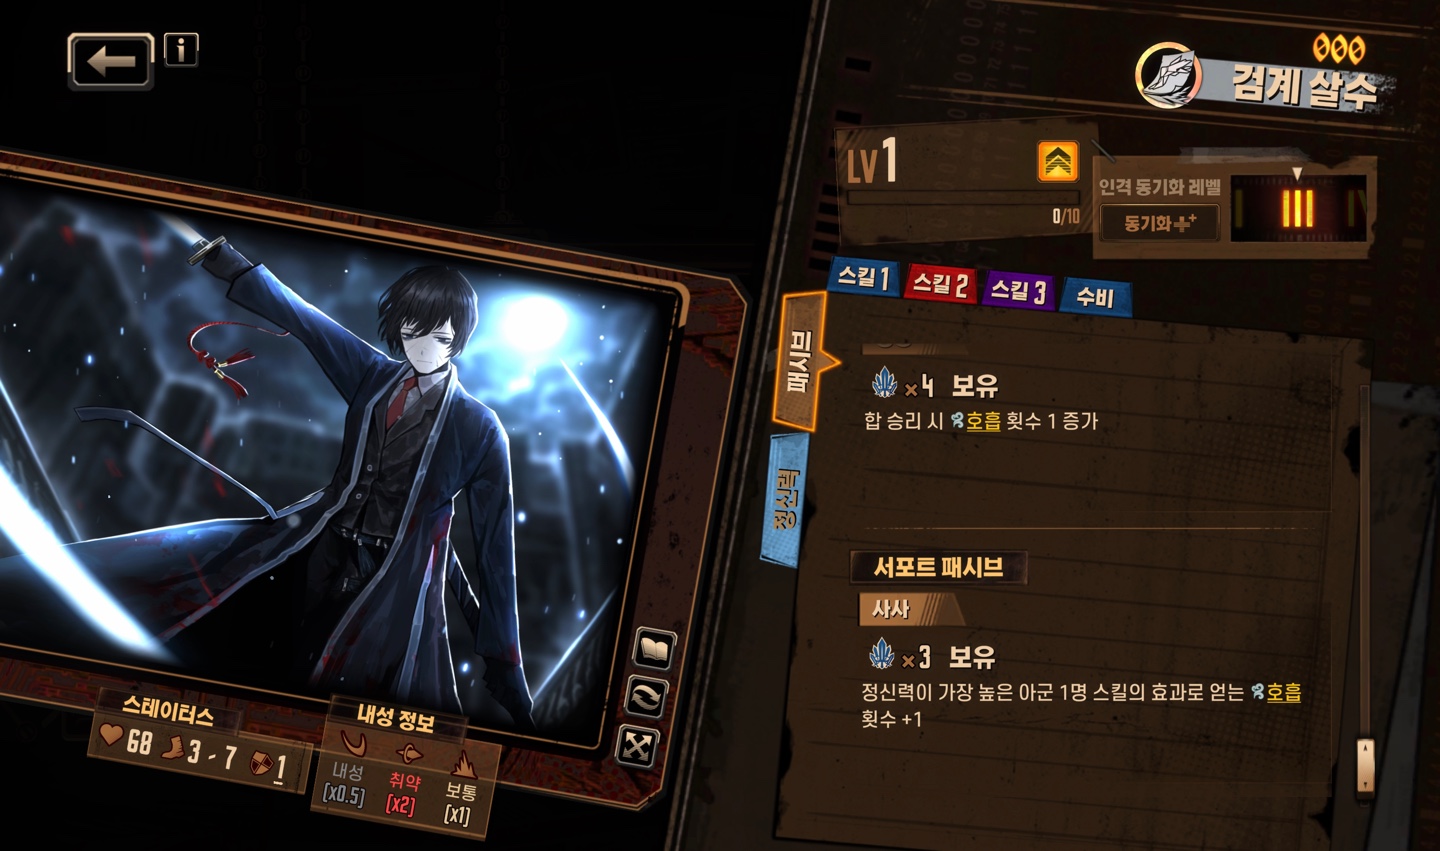 i
000
검계 살수
LV 1
0/10
인격 동기화 레벨
동기화++
III
스킬 1
스킬 2
스킬 3
수비
패시브
정신력
×4 보유
합 승리 시 호흡 횟수 1 증가
서포트 패시브
사사
×3 보유
정신력이 가장 높은 아군 1명 스킬의 효과로 얻는 호흡
횟수 +1
스테이터스
68
3 - 7
1
내성 정보
내성
[x0.5]
취약
[x2]
보통
[x1]